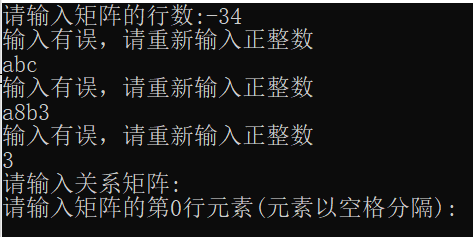 请输入矩阵的行数:-34
输入有误，请重新输入正整数
abc
输入有误，请重新输入正整数
a8b3
输入有误，请重新输入正整数
3
请输入关系矩阵:
请输入矩阵的第0行元素(元素以空格分隔):